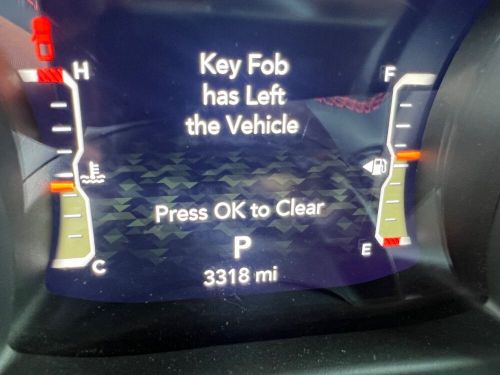 H
Key Fob
has Left
the Vehicle
F
Press OK to Clear
P
E
C
3318 mi